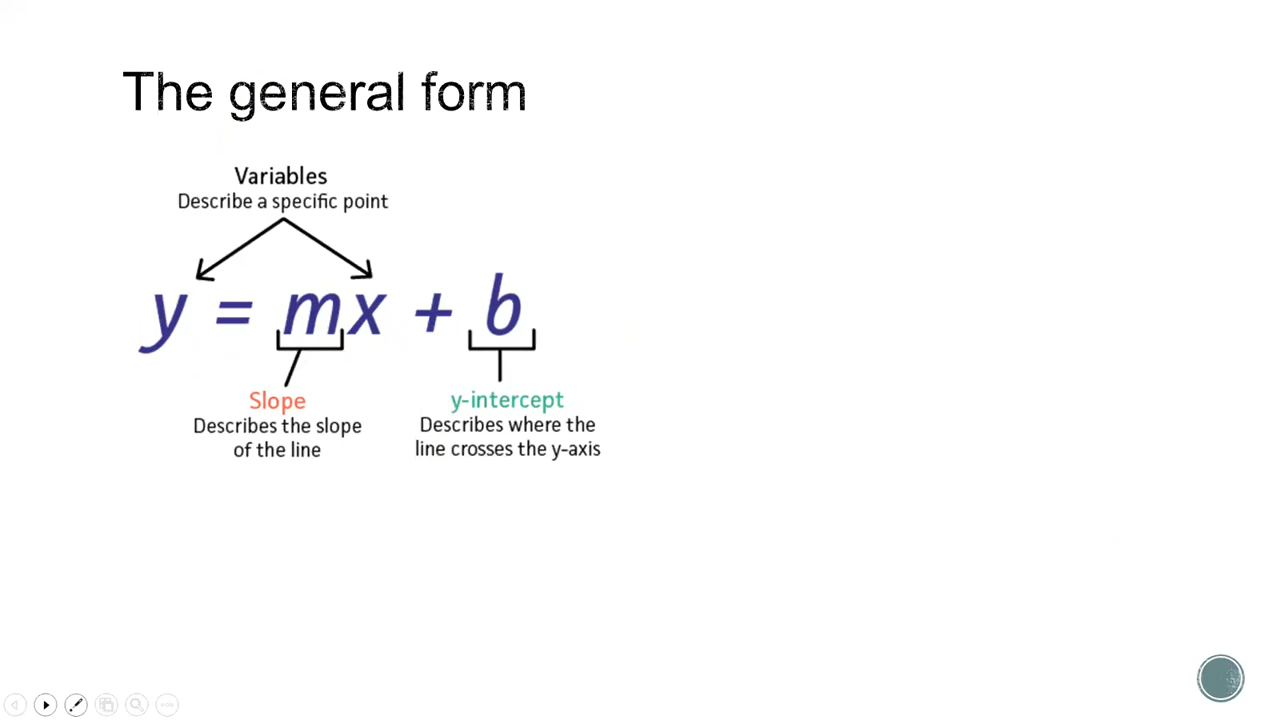 The general form
Variables
Describe a specific point
y = mx + b
Slope
Describes the slope
of the line
y-intercept
Describes where the
line crosses the y-axis